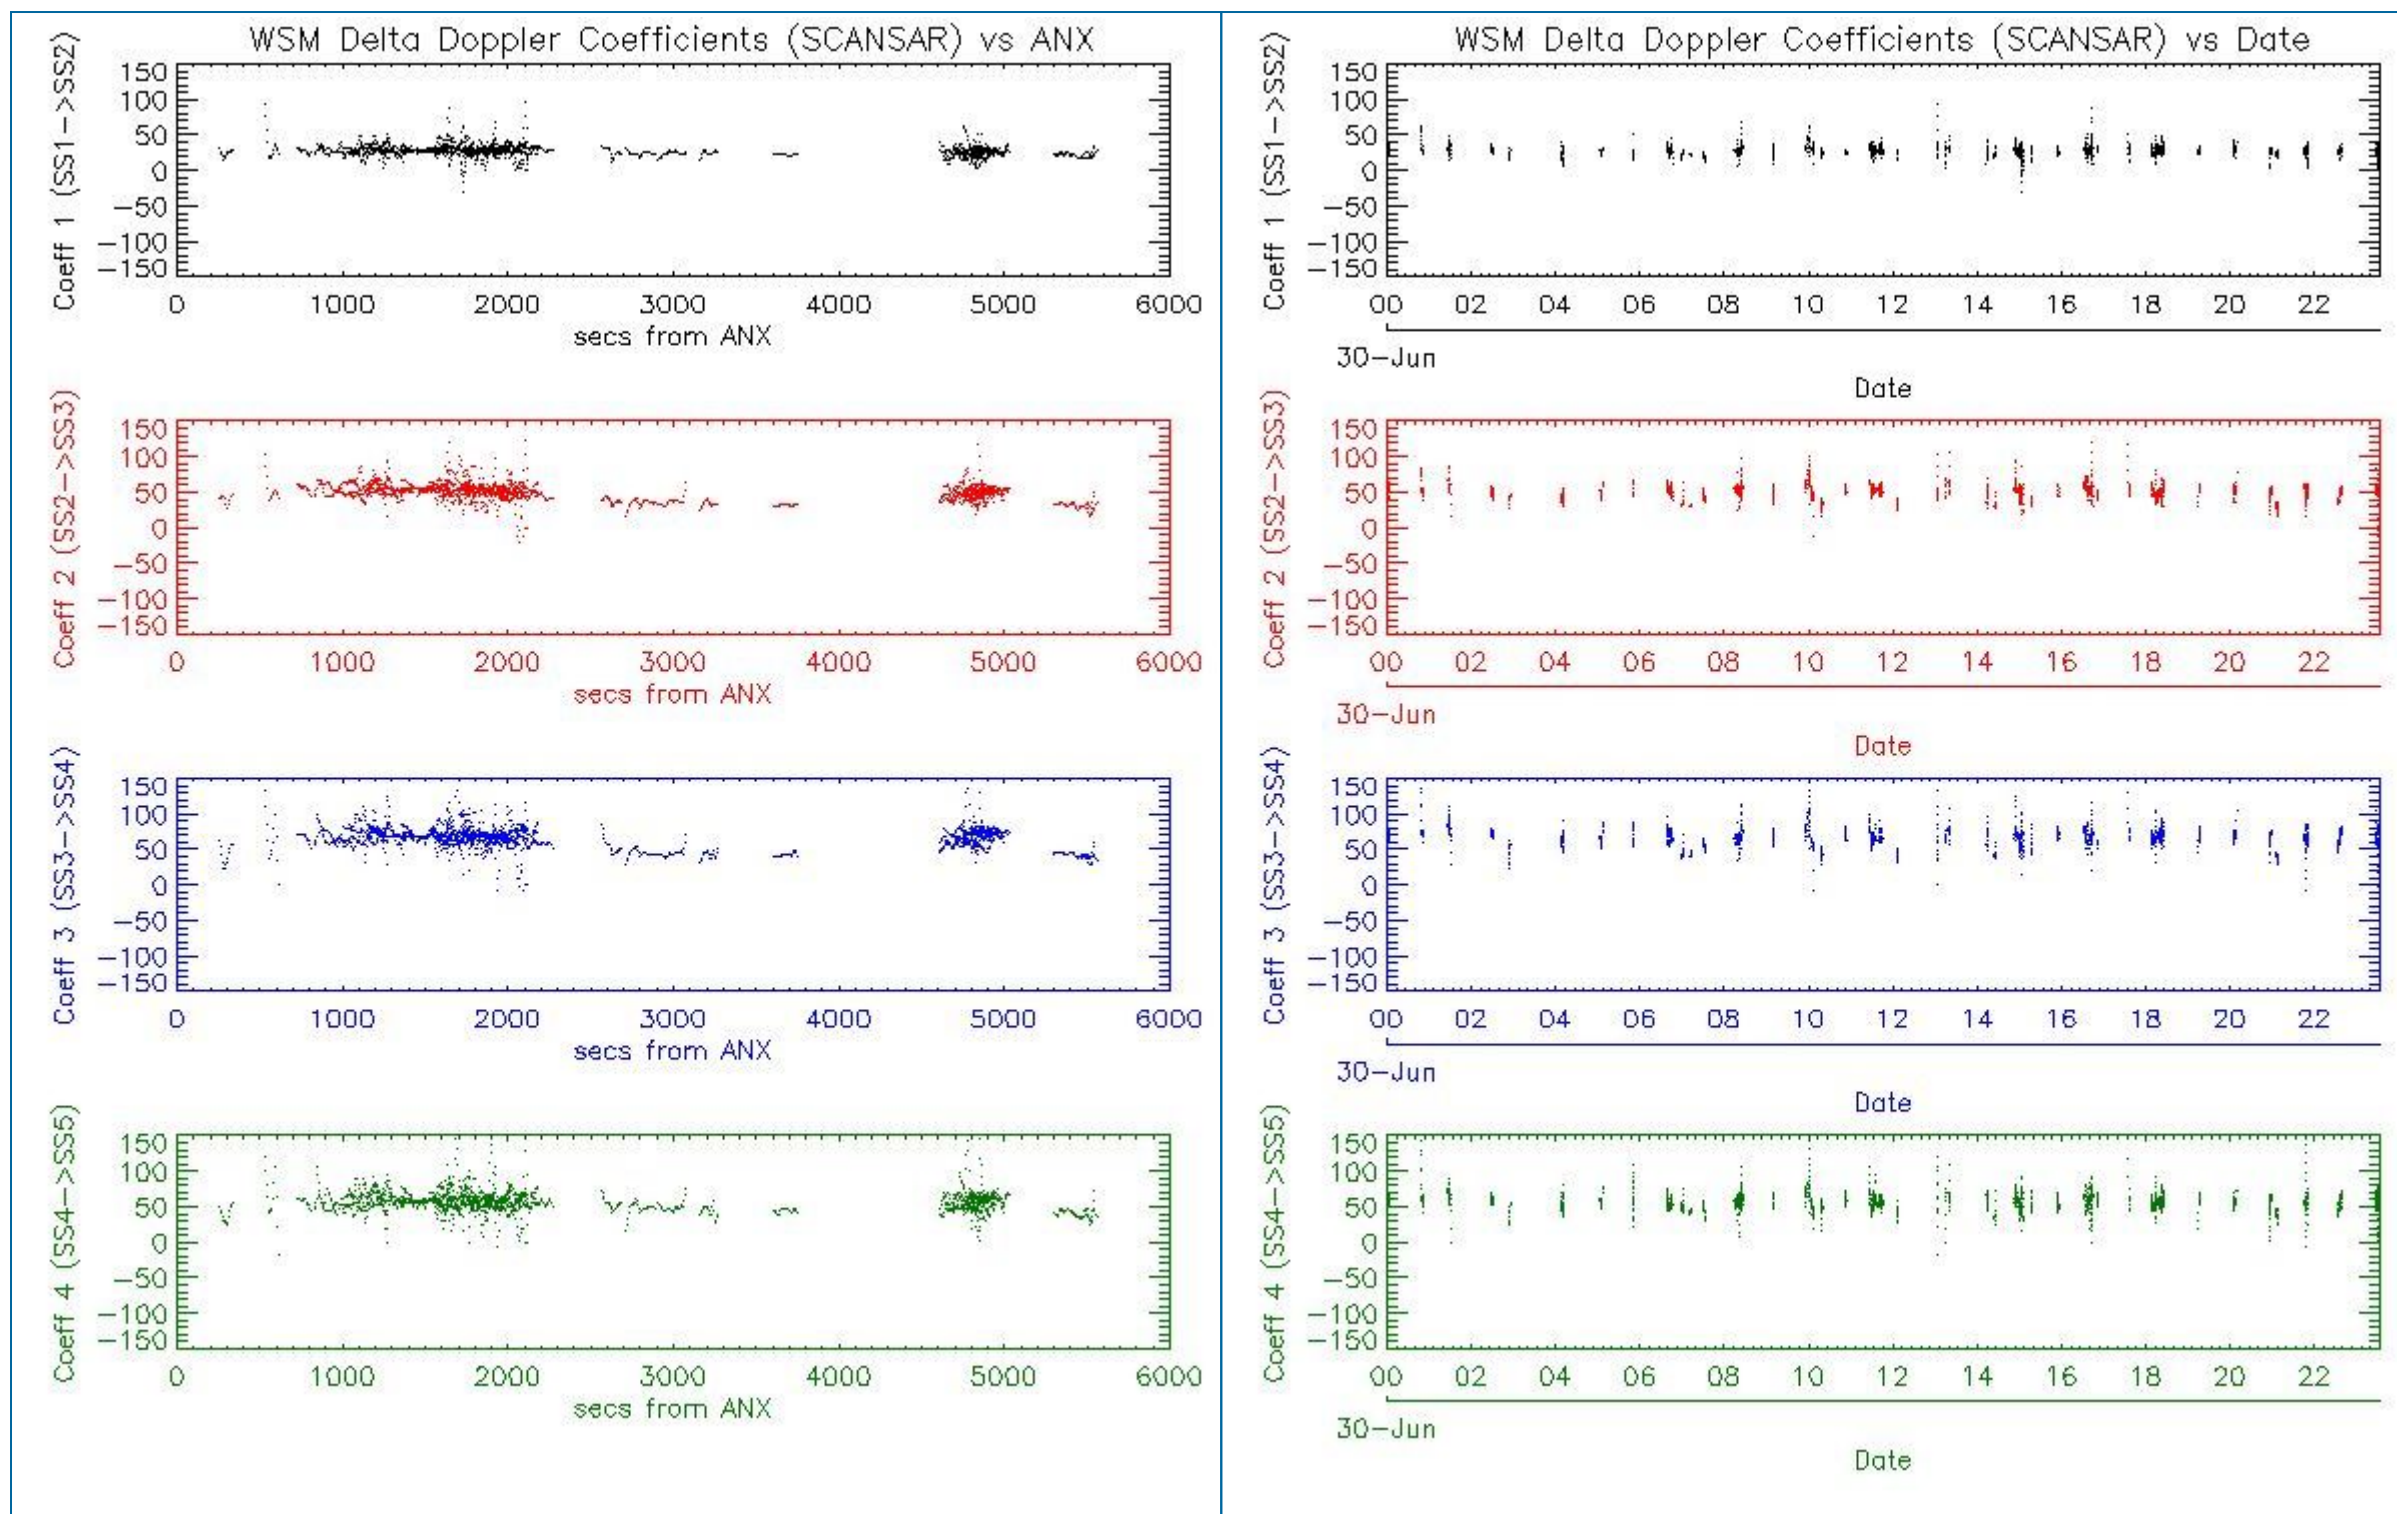 WSM Delta Doppler Coefficients (SCANSAR) vs ANX
Coeff 1 (SS1->SS2)
150
100
50
0
-50
-100
-150
0 1000 2000 3000 4000 5000 6000
secs from ANX
Coeff 2 (SS2->SS3)
150
100
50
0
-50
-100
-150
0 1000 2000 3000 4000 5000 6000
secs from ANX
Coeff 3 (SS3->SS4)
150
100
50
0
-50
-100
-150
0 1000 2000 3000 4000 5000 6000
secs from ANX
Coeff 4 (SS4->SS5)
150
100
50
0
-50
-100
-150
0 1000 2000 3000 4000 5000 6000
secs from ANX
WSM Delta Doppler Coefficients (SCANSAR) vs Date
Coeff 1 (SS1->SS2)
150
100
50
0
-50
-100
-150
00 02 04 06 08 10 12 14 16 18 20 22
30-Jun
Date
Coeff 2 (SS2->SS3)
150
100
50
0
-50
-100
-150
00 02 04 06 08 10 12 14 16 18 20 22
30-Jun
Date
Coeff 3 (SS3->SS4)
150
100
50
0
-50
-100
-150
00 02 04 06 08 10 12 14 16 18 20 22
30-Jun
Date
Coeff 4 (SS4->SS5)
150
100
50
0
-50
-100
-150
00 02 04 06 08 10 12 14 16 18 20 22
30-Jun
Date